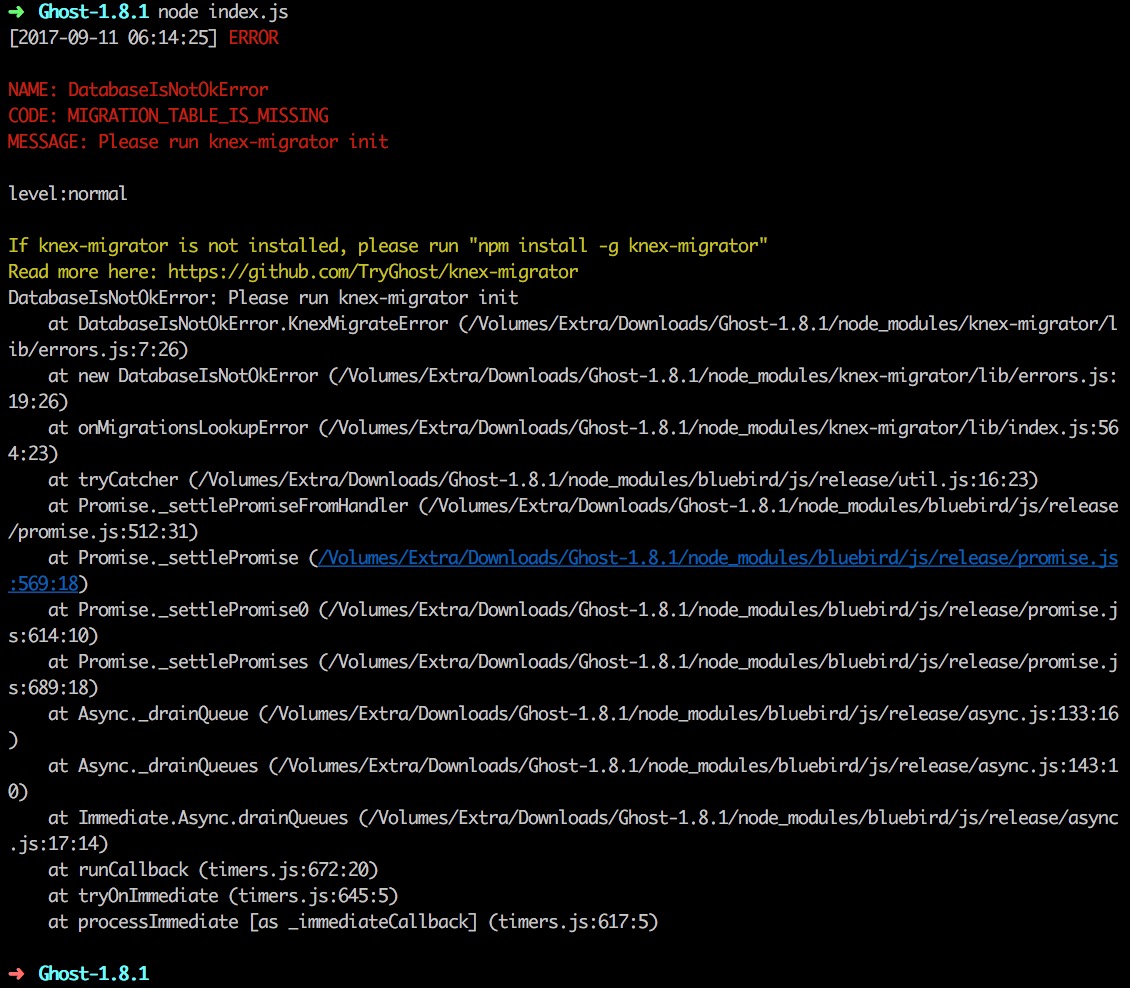 ➜ Ghost-1.8.1 node index.js
[2017-09-11 06:14:25] ERROR
NAME: DatabaseIsNotOkError
CODE: MIGRATION_TABLE_IS_MISSING
MESSAGE: Please run knex-migrator init
level:normal
If knex-migrator is not installed, please run "npm install -g knex-migrator"
Read more here: https://github.com/TryGhost/knex-migrator
DatabaseIsNotOkError: Please run knex-migrator init
    at DatabaseIsNotOkError.KnexMigrateError (/Volumes/Extra/Downloads/Ghost-1.8.1/node_modules/knex-migrator/l
ib/errors.js:7:26)
    at new DatabaseIsNotOkError (/Volumes/Extra/Downloads/Ghost-1.8.1/node_modules/knex-migrator/lib/errors.js:
19:26)
    at onMigrationsLookupError (/Volumes/Extra/Downloads/Ghost-1.8.1/node_modules/knex-migrator/lib/index.js:56
4:23)
    at tryCatcher (/Volumes/Extra/Downloads/Ghost-1.8.1/node_modules/bluebird/js/release/util.js:16:23)
    at Promise._settlePromiseFromHandler (/Volumes/Extra/Downloads/Ghost-1.8.1/node_modules/bluebird/js/release
/promise.js:512:31)
    at Promise._settlePromise (/Volumes/Extra/Downloads/Ghost-1.8.1/node_modules/bluebird/js/release/promise.js
:569:18)
    at Promise._settlePromise0 (/Volumes/Extra/Downloads/Ghost-1.8.1/node_modules/bluebird/js/release/promise.j
s:614:10)
    at Promise._settlePromises (/Volumes/Extra/Downloads/Ghost-1.8.1/node_modules/bluebird/js/release/promise.j
s:689:18)
    at Async._drainQueue (/Volumes/Extra/Downloads/Ghost-1.8.1/node_modules/bluebird/js/release/async.js:133:16
)
    at Async._drainQueues (/Volumes/Extra/Downloads/Ghost-1.8.1/node_modules/bluebird/js/release/async.js:143:1
0)
    at Immediate.Async.drainQueues (/Volumes/Extra/Downloads/Ghost-1.8.1/node_modules/bluebird/js/release/async
.js:17:14)
    at runCallback (timers.js:672:20)
    at tryOnImmediate (timers.js:645:5)
    at processImmediate [as _immediateCallback] (timers.js:617:5)
➜ Ghost-1.8.1